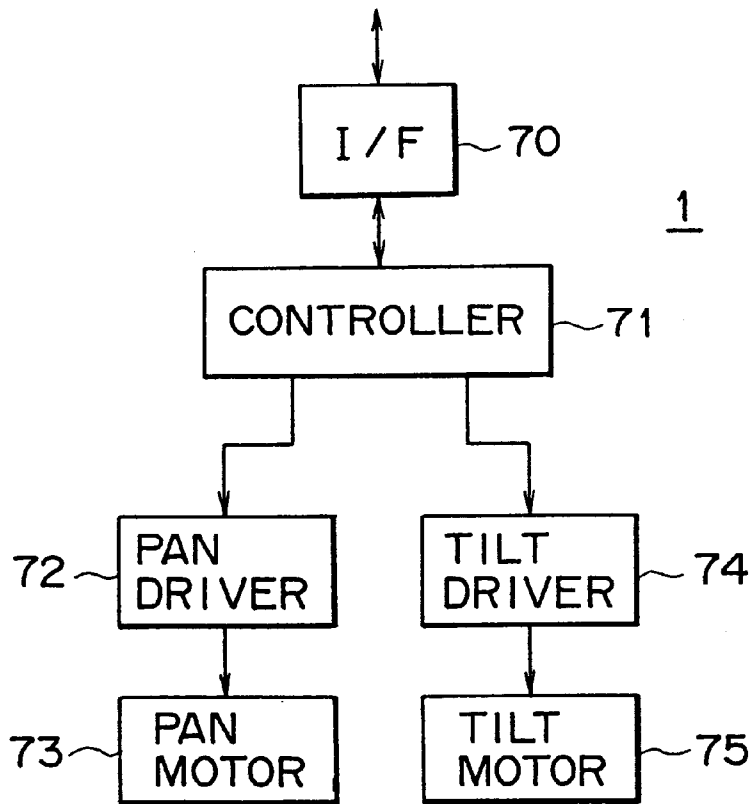 I/F
70
1
CONTROLLER
71
72
PAN
DRIVER
TILT
DRIVER
74
73
PAN
MOTOR
TILT
MOTOR
75